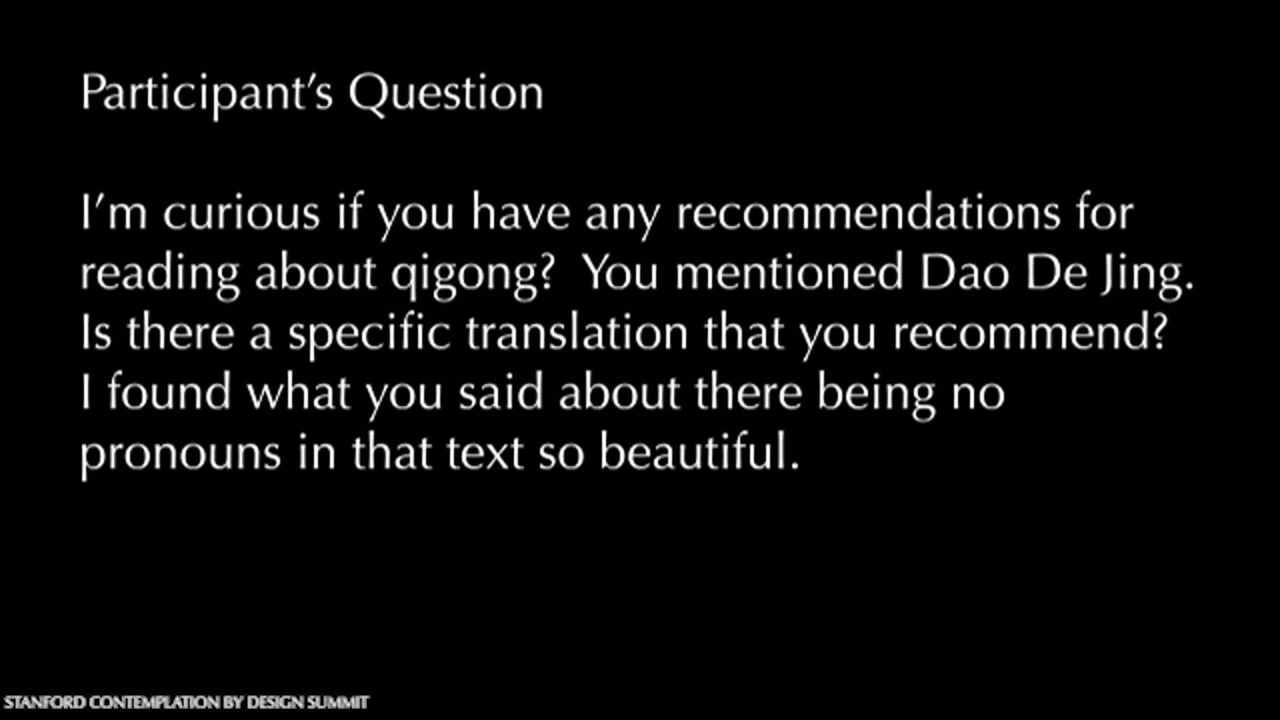 Participant's Question
I'm curious if you have any recommendations for
reading about qigong?  You mentioned Dao De Jing.
Is there a specific translation that you recommend?
I found what you said about there being no
pronouns in that text so beautiful.
STANFORD CONTEMPLATION BY DESIGN SUMMIT